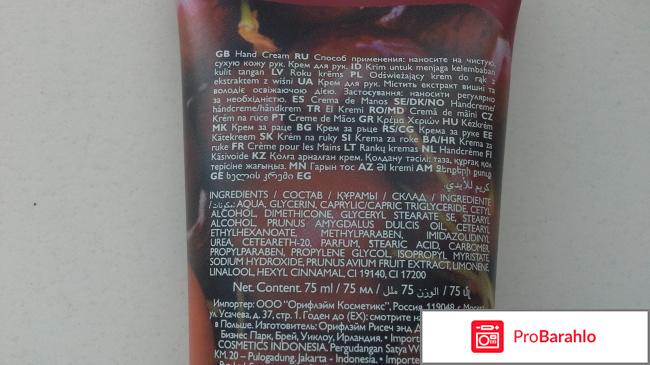 GB Hand Cream RU Способ применения: наносите на чистую,
сухую кожу рук. Крем для рук. ID Krim untuk menjaga kelembaban
kulit tangan LV Roku krēms PL Odświeżający krem do rąk z
ekstraktem z wiśni UA Крем для рук. Містить екстракт вишні та
володіє освіжаючою дією. Застосування: наносити регулярно
за необхідністю. ES Crema de Manos SE/DK/NO Handcreme/
håndcreme/håndkrem TR El Kremi RO/MD Cremă de mâini CZ
Krém na ruce PT Creme de Mãos GR Κρέμα Χεριών HU Kézkrém
MK Крем за раце BG Крем за ръце RS/CG Крема за руке EE
Kätekreem SK Krém na ruky SI Krema za roke BA/HR Krema za
ruke FR Crème pour les Mains LT Rankų kremas NL Handcrème FI
Käsivoide KZ Қолға арналған крем. Қолдану тәсілі: таза, құрғақ қол
терісіне жағыңыз. MN Гарын тос AZ Əl kremi AM Ձեռքերի քսուք
GE ხელის კრემი EG
كريم للأيدي
INGREDIENTS / СОСТАВ / ҚҰРАМЫ / СКЛАД / INGREDIENTE
/ مكونات: AQUA, GLYCERIN, CAPRYLIC/CAPRIC TRIGLYCERIDE, CETYL
ALCOHOL, DIMETHICONE, GLYCERYL STEARATE SE, STEARYL
ALCOHOL, PRUNUS AMYGDALUS DULCIS OIL, CETEARYL
ETHYLHEXANOATE, METHYLPARABEN, IMIDAZOLIDINYL
UREA, CETEARETH-20, PARFUM, STEARIC ACID, CARBOMER,
PROPYLPARABEN, PROPYLENE GLYCOL, ISOPROPYL MYRISTATE,
SODIUM HYDROXIDE, PRUNUS AVIUM FRUIT EXTRACT, LIMONENE,
LINALOOL, HEXYL CINNAMAL, CI 19140, CI 17200
Net. Content. 75 ml / 75 мл / الوزن 75 ملل / 75 մլ
Импортер: ООО "Орифлэйм Косметикс", Россия, 119048, г.
ул. Усачева, д. 37, стр. 1. Годен до (EX): смотрите на
в Польше. Изготовитель: Орифлэйм Рисеч энд
Бизнес Парк, Брей, Уиклоу, Ирландия. • Importe
COSMETICS INDONESIA, Pergudangan Satya W
KM. 20 – Pulogadung, Jakarta - Indonesia. •
ProBarahlo